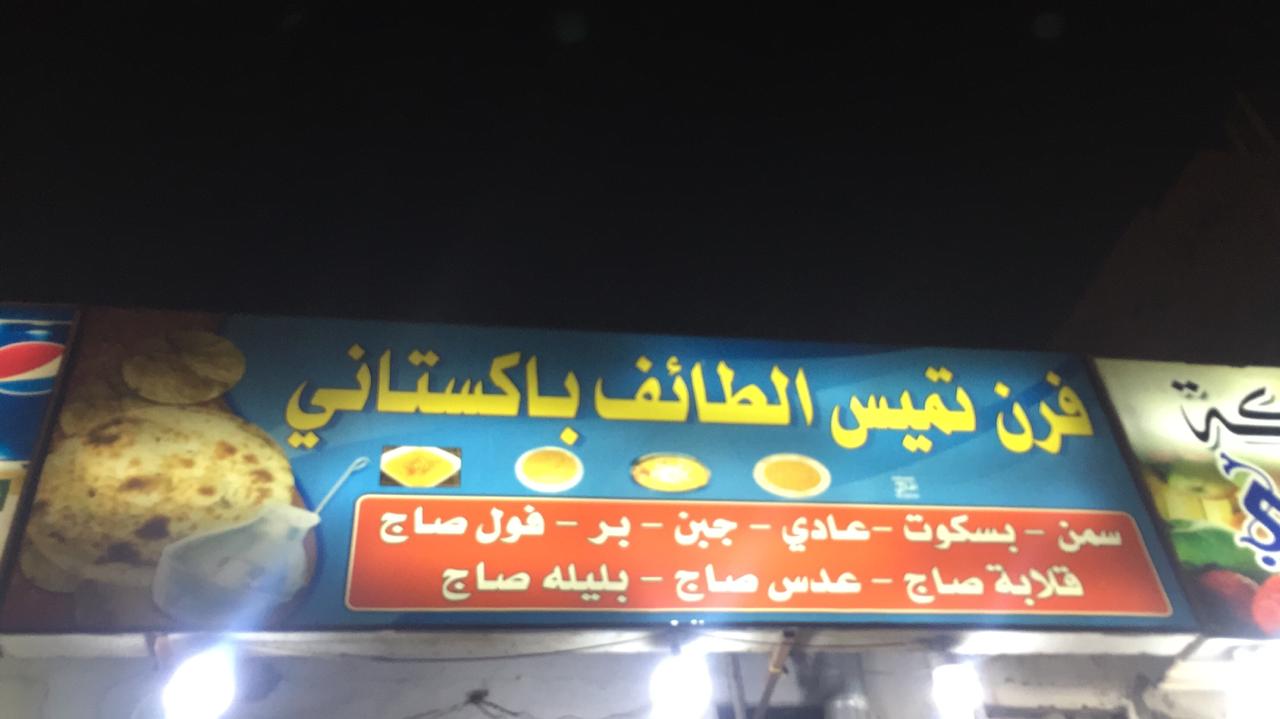 فرن تميس الطائف باكستاني
سمن - بسكوت - عادي - جبن - بر - فول صاج
قلابة صاج - عدس صاج - بليله صاج